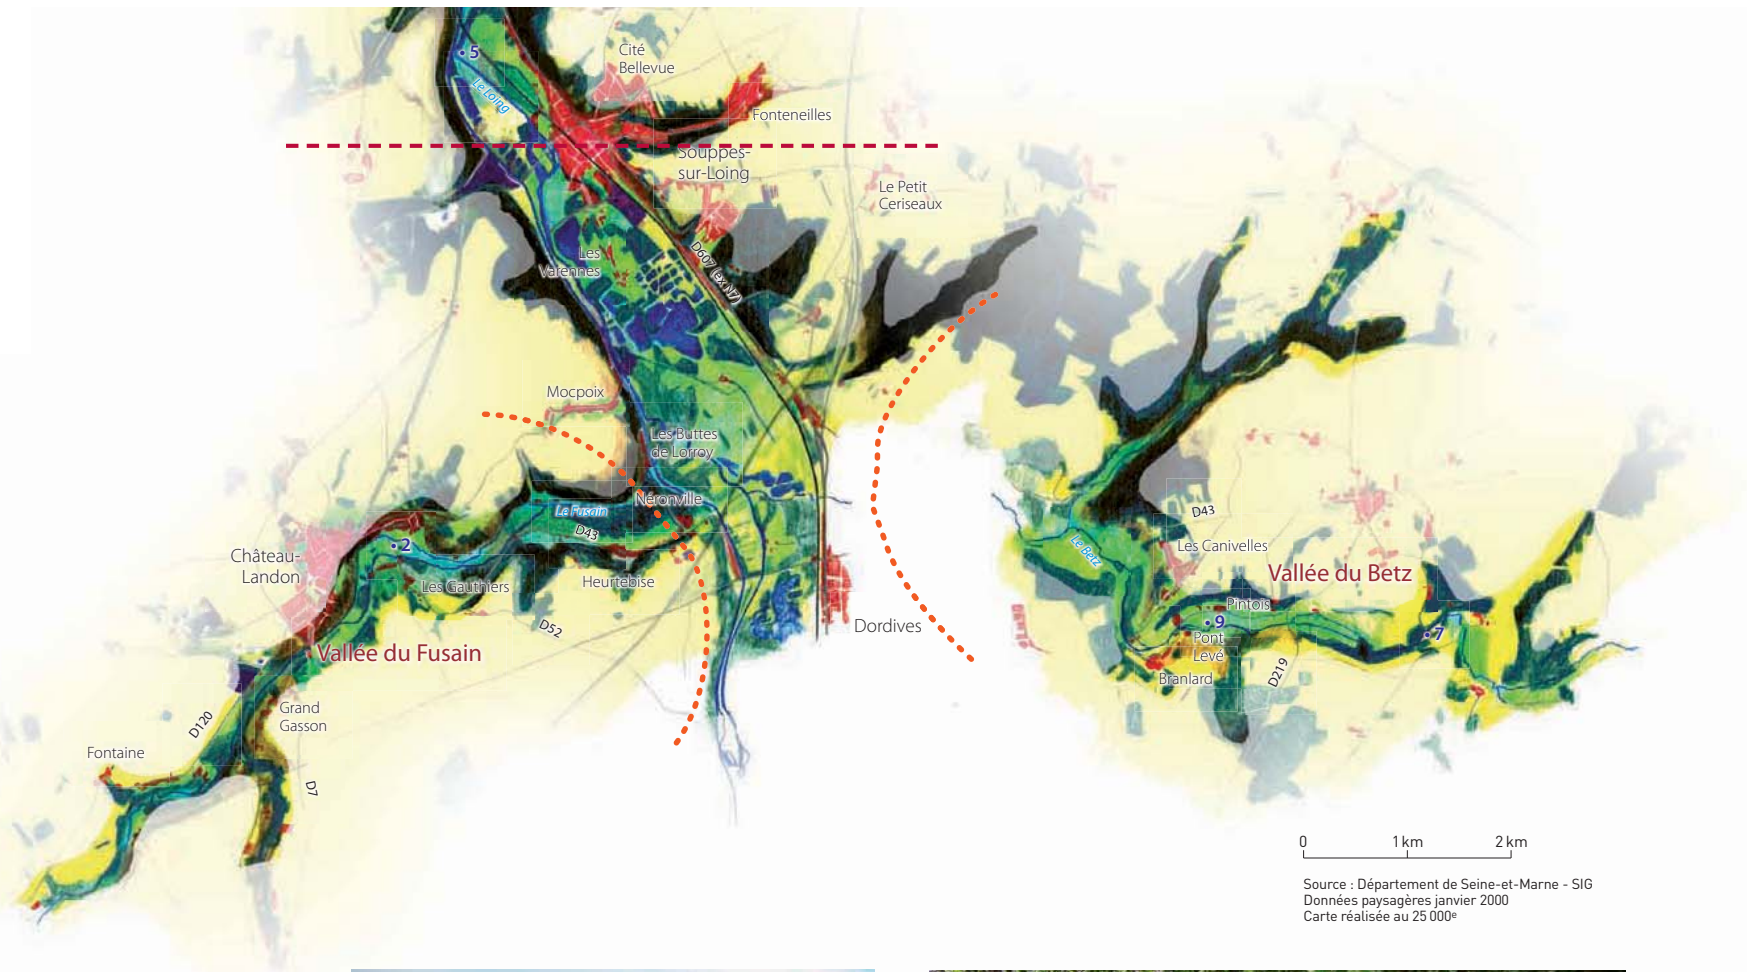 5
Cité
Bellevue
Le Loing
Fonteneilles
Souppes-
sur-Loing
Le Petit
Ceriseaux
D607 (ex N7)
Les
Varennes
Mocpoix
Les Buttes
de Lorroy
Néronville
Le Fusain
D43
2
Château-
Landon
Les Gauthiers
Heurtebise
D52
Dordives
Vallée du Fusain
Grand
Gasson
D120
Fontaine
D7
D43
Le Betz
Les Canivelles
Vallée du Betz
Pintois
9
7
Pont
Levé
Branlard
D219
0 1 km 2 km
Source : Département de Seine-et-Marne - SIG
Données paysagères janvier 2000
Carte réalisée au 25 000e